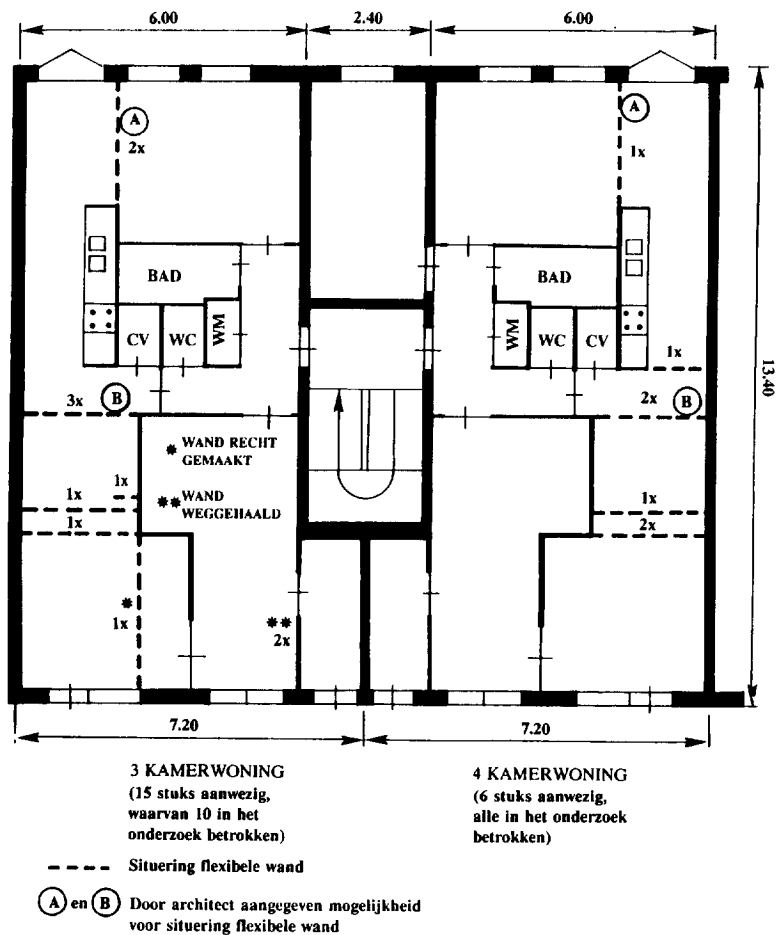 6.00 2.40 6.00
A A
2x 1x
BAD BAD
CV WC WM WM WC CV
1x
13.40
3x B 2x B
* WAND RECHT
GEMAAKT
1x
1x ** WAND
WEGGEHAALD 1x
1x 2x
*
1x
**
2x
7.20 7.20
3 KAMERWONING
(15 stuks aanwezig,
waarvan 10 in het
onderzoek betrokken)
4 KAMERWONING
(6 stuks aanwezig,
alle in het onderzoek
betrokken)
Situering flexibele wand
A en B Door architect aangegeven mogelijkheid
voor situering flexibele wand